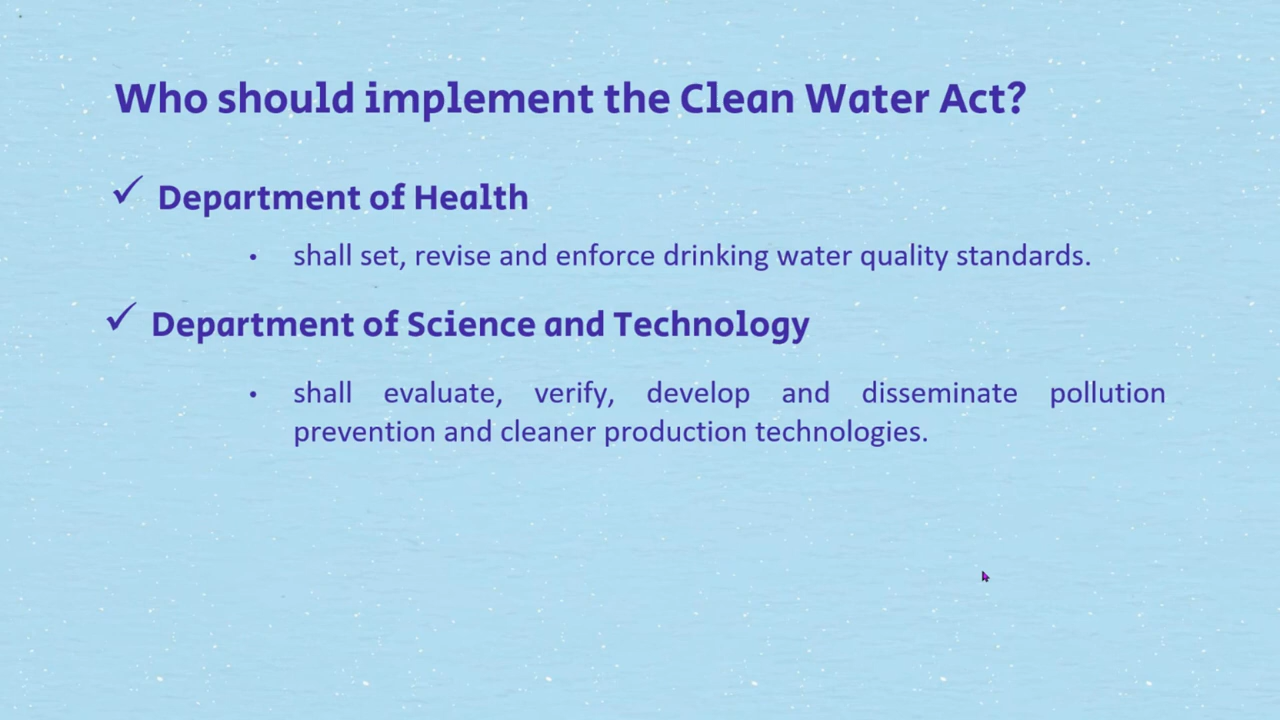 Who should implement the Clean Water Act?
✓ Department of Health
• shall set, revise and enforce drinking water quality standards.
✓ Department of Science and Technology
• shall evaluate, verify, develop and disseminate pollution
prevention and cleaner production technologies.